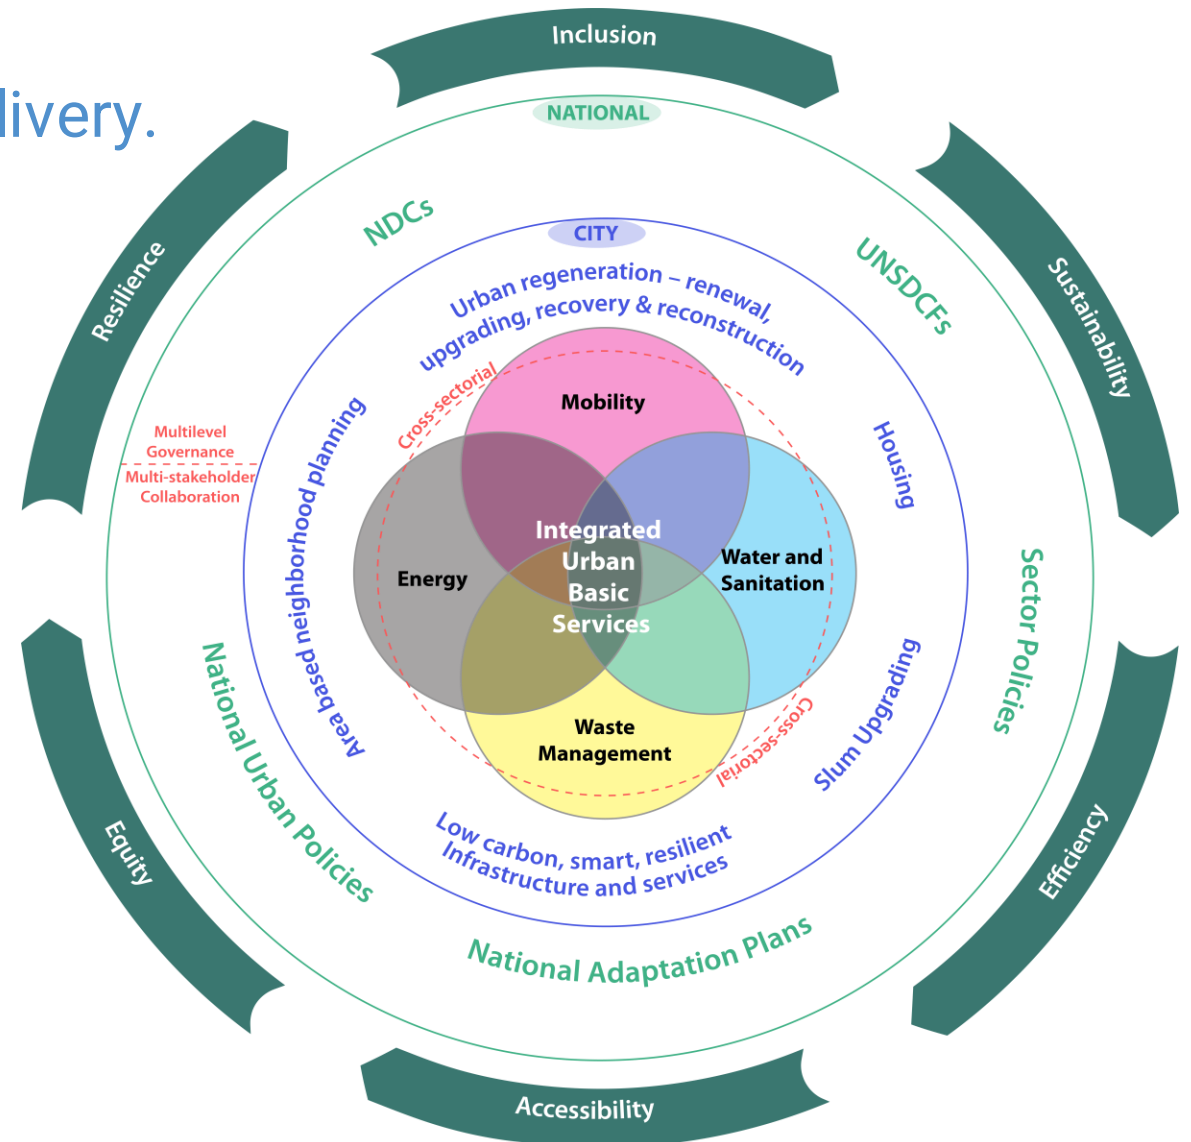 livery.
Inclusion
NATIONAL
NDCs
UNSDCFs
Resilience
Sustainability
CITY
Urban regeneration – renewal,
upgrading, recovery & reconstruction
Cross-sectorial
Mobility
Housing
Multilevel
Governance
Multi-stakeholder
Collaboration
Area based neighborhood planning
Integrated
Urban
Basic
Services
Energy
Water and
Sanitation
Sector Policies
Waste
Management
Cross-sectorial
Slum Upgrading
National Urban Policies
Low carbon, smart, resilient
Infrastructure and services
National Adaptation Plans
Equity
Efficiency
Accessibility